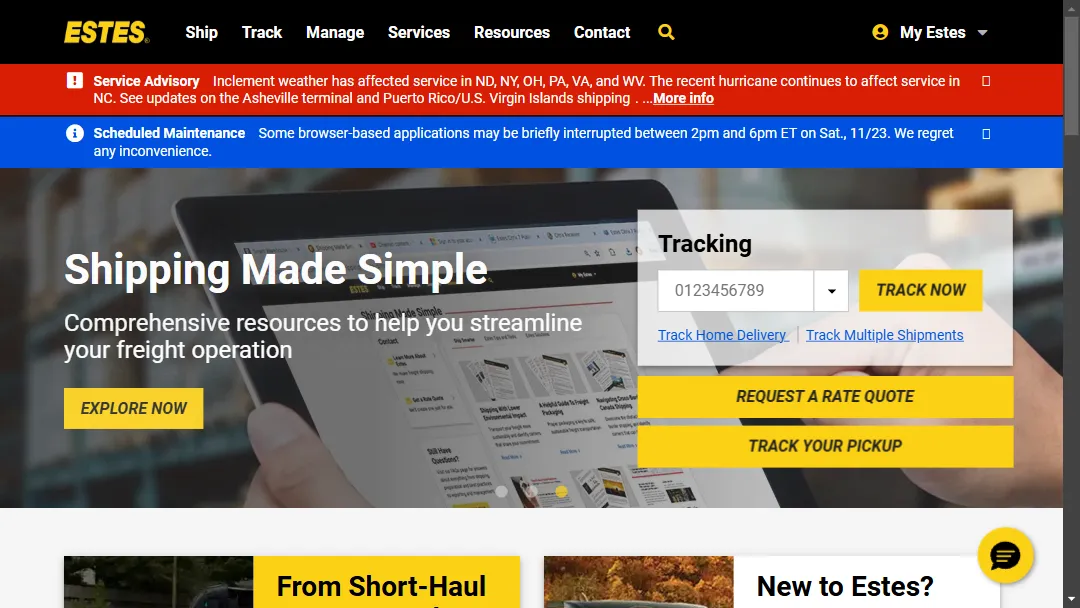 ESTES
Ship
Track
Manage
Services
Resources
Contact
My Estes
Service Advisory Inclement weather has affected service in ND, NY, OH, PA, VA, and WV. The recent hurricane continues to affect service in
NC. See updates on the Asheville terminal and Puerto Rico/U.S. Virgin Islands shipping . ...More info
Scheduled Maintenance Some browser-based applications may be briefly interrupted between 2pm and 6pm ET on Sat., 11/23. We regret
any inconvenience.
Shipping Made Simple
Comprehensive resources to help you streamline
your freight operation
EXPLORE NOW
Shipping Made Simple
Contact
Tracking
0123456789
TRACK NOW
Track Home Delivery | Track Multiple Shipments
REQUEST A RATE QUOTE
TRACK YOUR PICKUP
From Short-Haul
New to Estes?